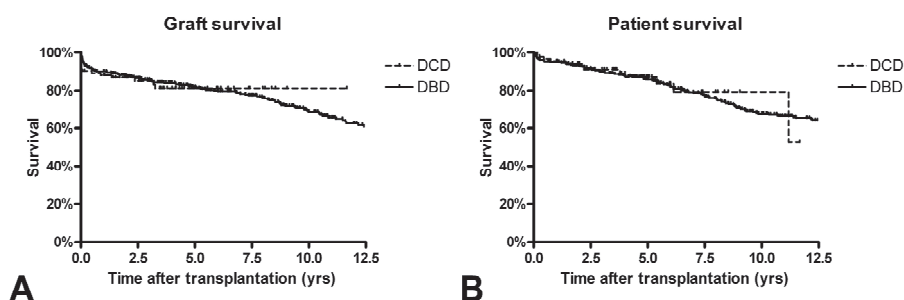 Graft survival
100%
80%
60%
40%
20%
0%
Survival
0.0 2.5 5.0 7.5 10.0 12.5
Time after transplantation (yrs)
DCD
DBD
A
Patient survival
100%
80%
60%
40%
20%
0%
Survival
0.0 2.5 5.0 7.5 10.0 12.5
Time after transplantation (yrs)
DCD
DBD
B